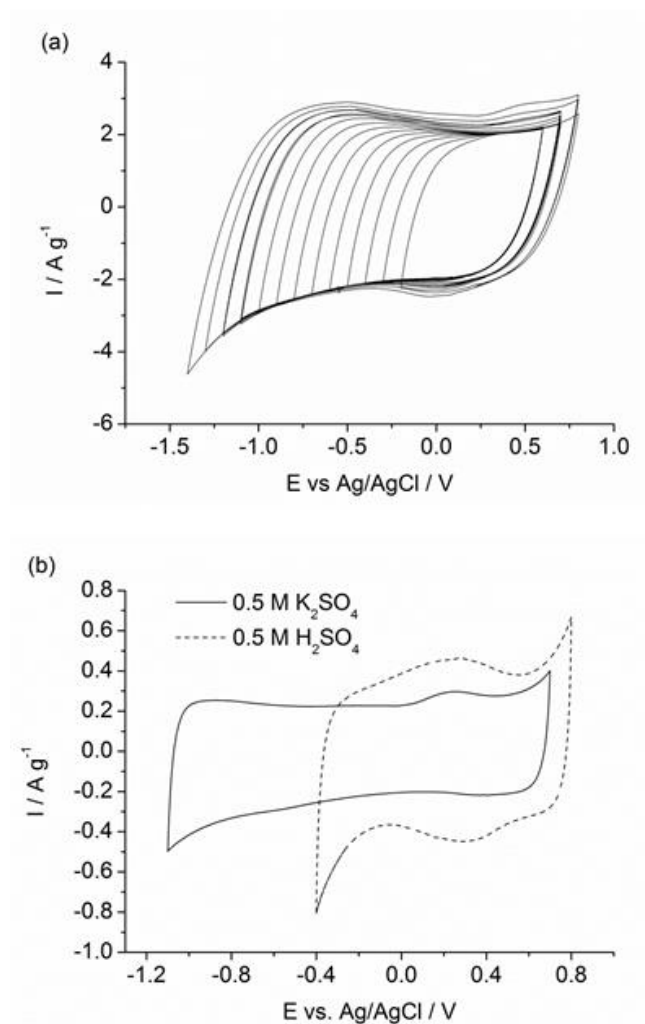 (a)
4
2
0
-2
-4
-6
I / A g⁻¹
-1.5 -1.0 -0.5 0.0 0.5 1.0
E vs Ag/AgCl / V
(b)
0.8
0.6
0.4
0.2
0.0
-0.2
-0.4
-0.6
-0.8
-1.0
I / A g⁻¹
0.5 M K₂SO₄
0.5 M H₂SO₄
-1.2 -0.8 -0.4 0.0 0.4 0.8
E vs. Ag/AgCl / V